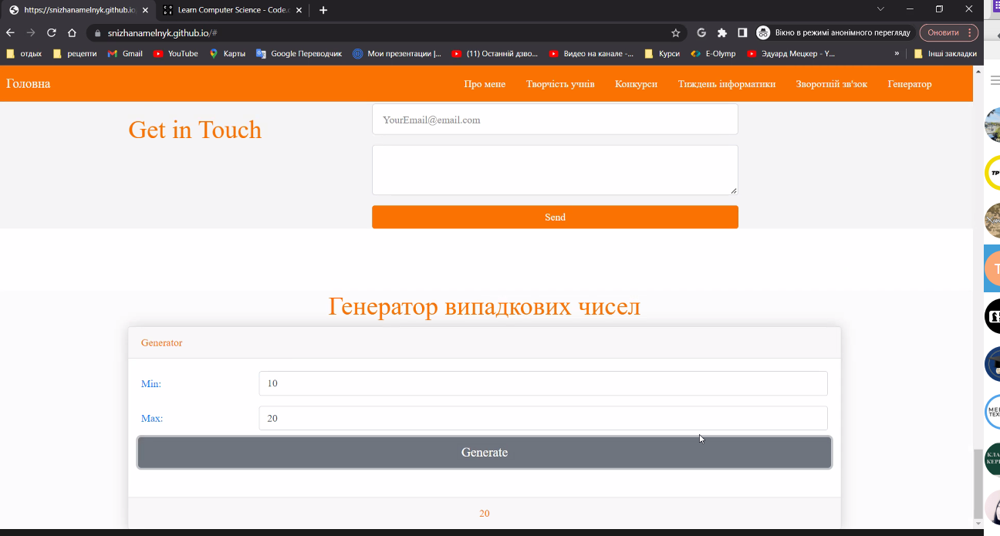 https://snizhanamelnyk.github.io
Learn Computer Science - Code.
snizhanamelnyk.github.io/#
Вікно в режимі анонімного перегляду
Оновити
отдых
рецепти
Gmail
YouTube
Карты
Google Переводчик
Мои презентации |...
(11) Останній дзво...
Видео на канале -...
Курси
E-Olymp
Эдуард Мецкер - Y...
»
Інші закладки
Головна
Про мене
Творчість учнів
Конкурси
Тиждень інформатики
Зворотній зв'язок
Генератор
Get in Touch
YourEmail@email.com
Send
Генератор випадкових чисел
Generator
Min:
10
Max:
20
Generate
20